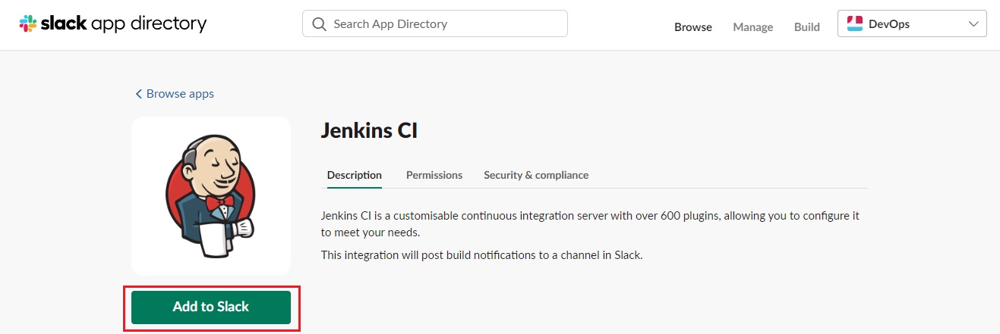 slack app directory
Search App Directory
Browse
Manage
Build
DevOps
Browse apps
Jenkins CI
Description
Permissions
Security & compliance
Jenkins CI is a customisable continuous integration server with over 600 plugins, allowing you to configure it
to meet your needs.
This integration will post build notifications to a channel in Slack.
Add to Slack